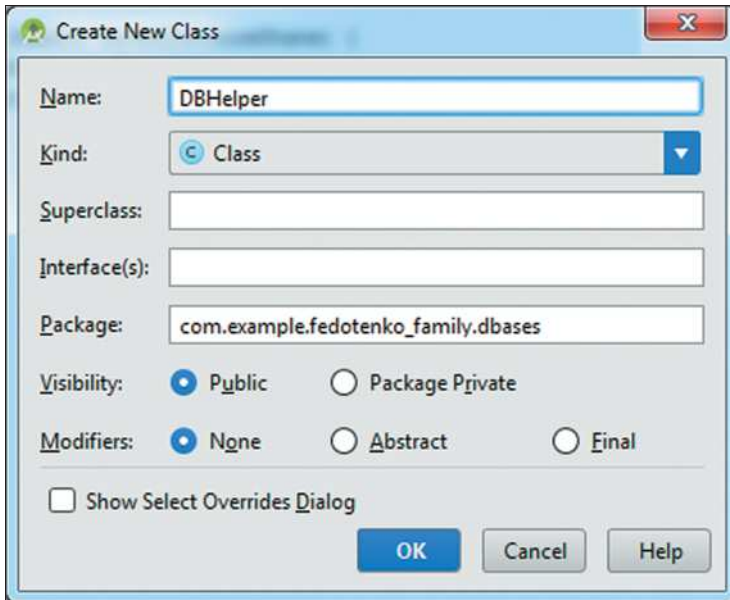 Create New Class
Name: DBHelper
Kind: C Class
Superclass:
Interface(s):
Package: com.example.fedotenko_family.dbases
Visibility: Public Package Private
Modifiers: None Abstract Final
Show Select Overrides Dialog
OK Cancel Help